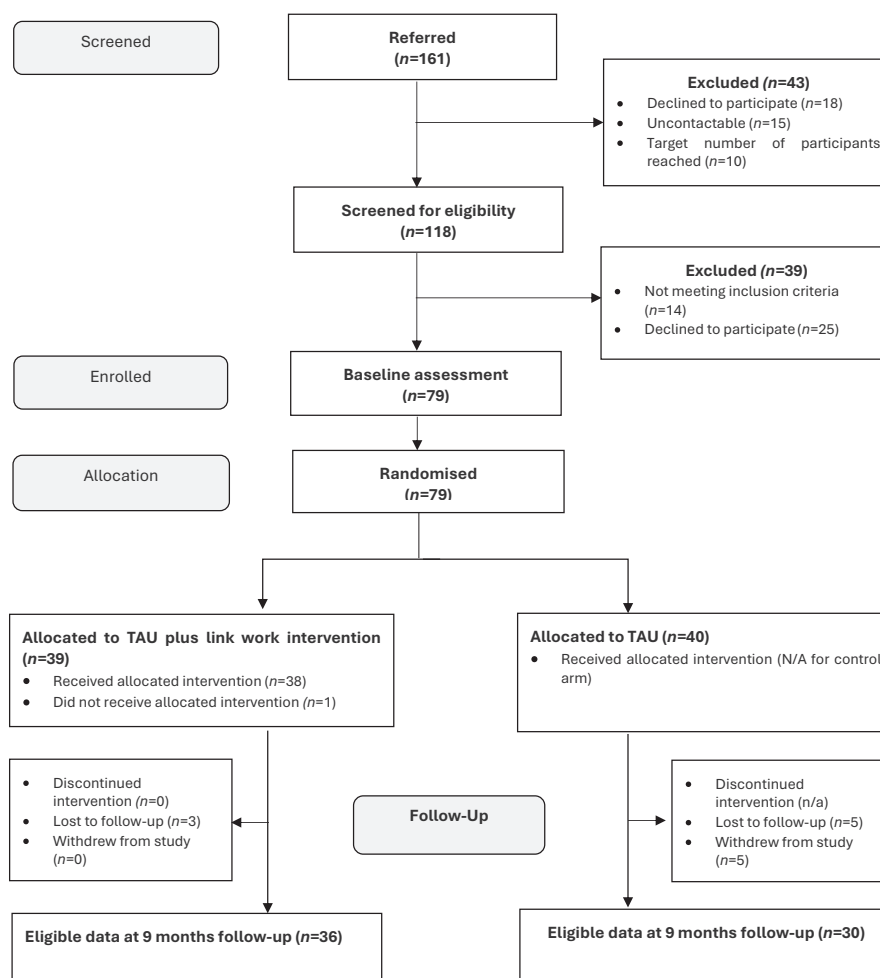 Screened
Referred
(n=161)
Excluded (n=43)
• Declined to participate (n=18)
• Uncontactable (n=15)
• Target number of participants
reached (n=10)
Screened for eligibility
(n=118)
Excluded (n=39)
• Not meeting inclusion criteria
(n=14)
• Declined to participate (n=25)
Enrolled
Baseline assessment
(n=79)
Allocation
Randomised
(n=79)
Allocated to TAU plus link work intervention
(n=39)
• Received allocated intervention (n=38)
• Did not receive allocated intervention (n=1)
Allocated to TAU (n=40)
• Received allocated intervention (N/A for control
arm)
• Discontinued
intervention (n=0)
• Lost to follow-up (n=3)
• Withdrew from study
(n=0)
Follow-Up
• Discontinued
intervention (n/a)
• Lost to follow-up (n=5)
• Withdrew from study
(n=5)
Eligible data at 9 months follow-up (n=36)
Eligible data at 9 months follow-up (n=30)